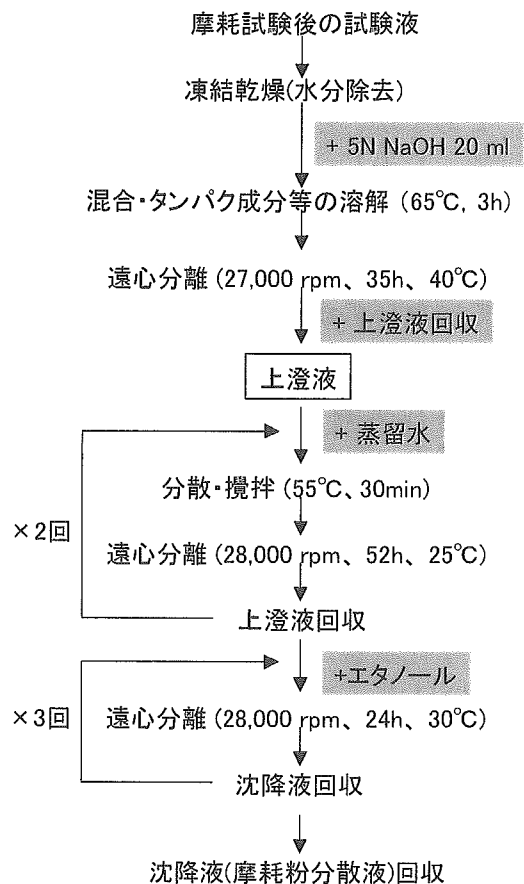 摩耗試験後の試験液
凍結乾燥(水分除去)
+ 5N NaOH 20 ml
混合・タンパク成分等の溶解 (65℃, 3h)
遠心分離 (27,000 rpm、35h、40℃)
+ 上澄液回収
上澄液
+ 蒸留水
分散・攪拌 (55℃、30min)
×2回
遠心分離 (28,000 rpm、52h、25℃)
上澄液回収
+エタノール
×3回
遠心分離 (28,000 rpm、24h、30℃)
沈降液回収
沈降液(摩耗粉分散液)回収